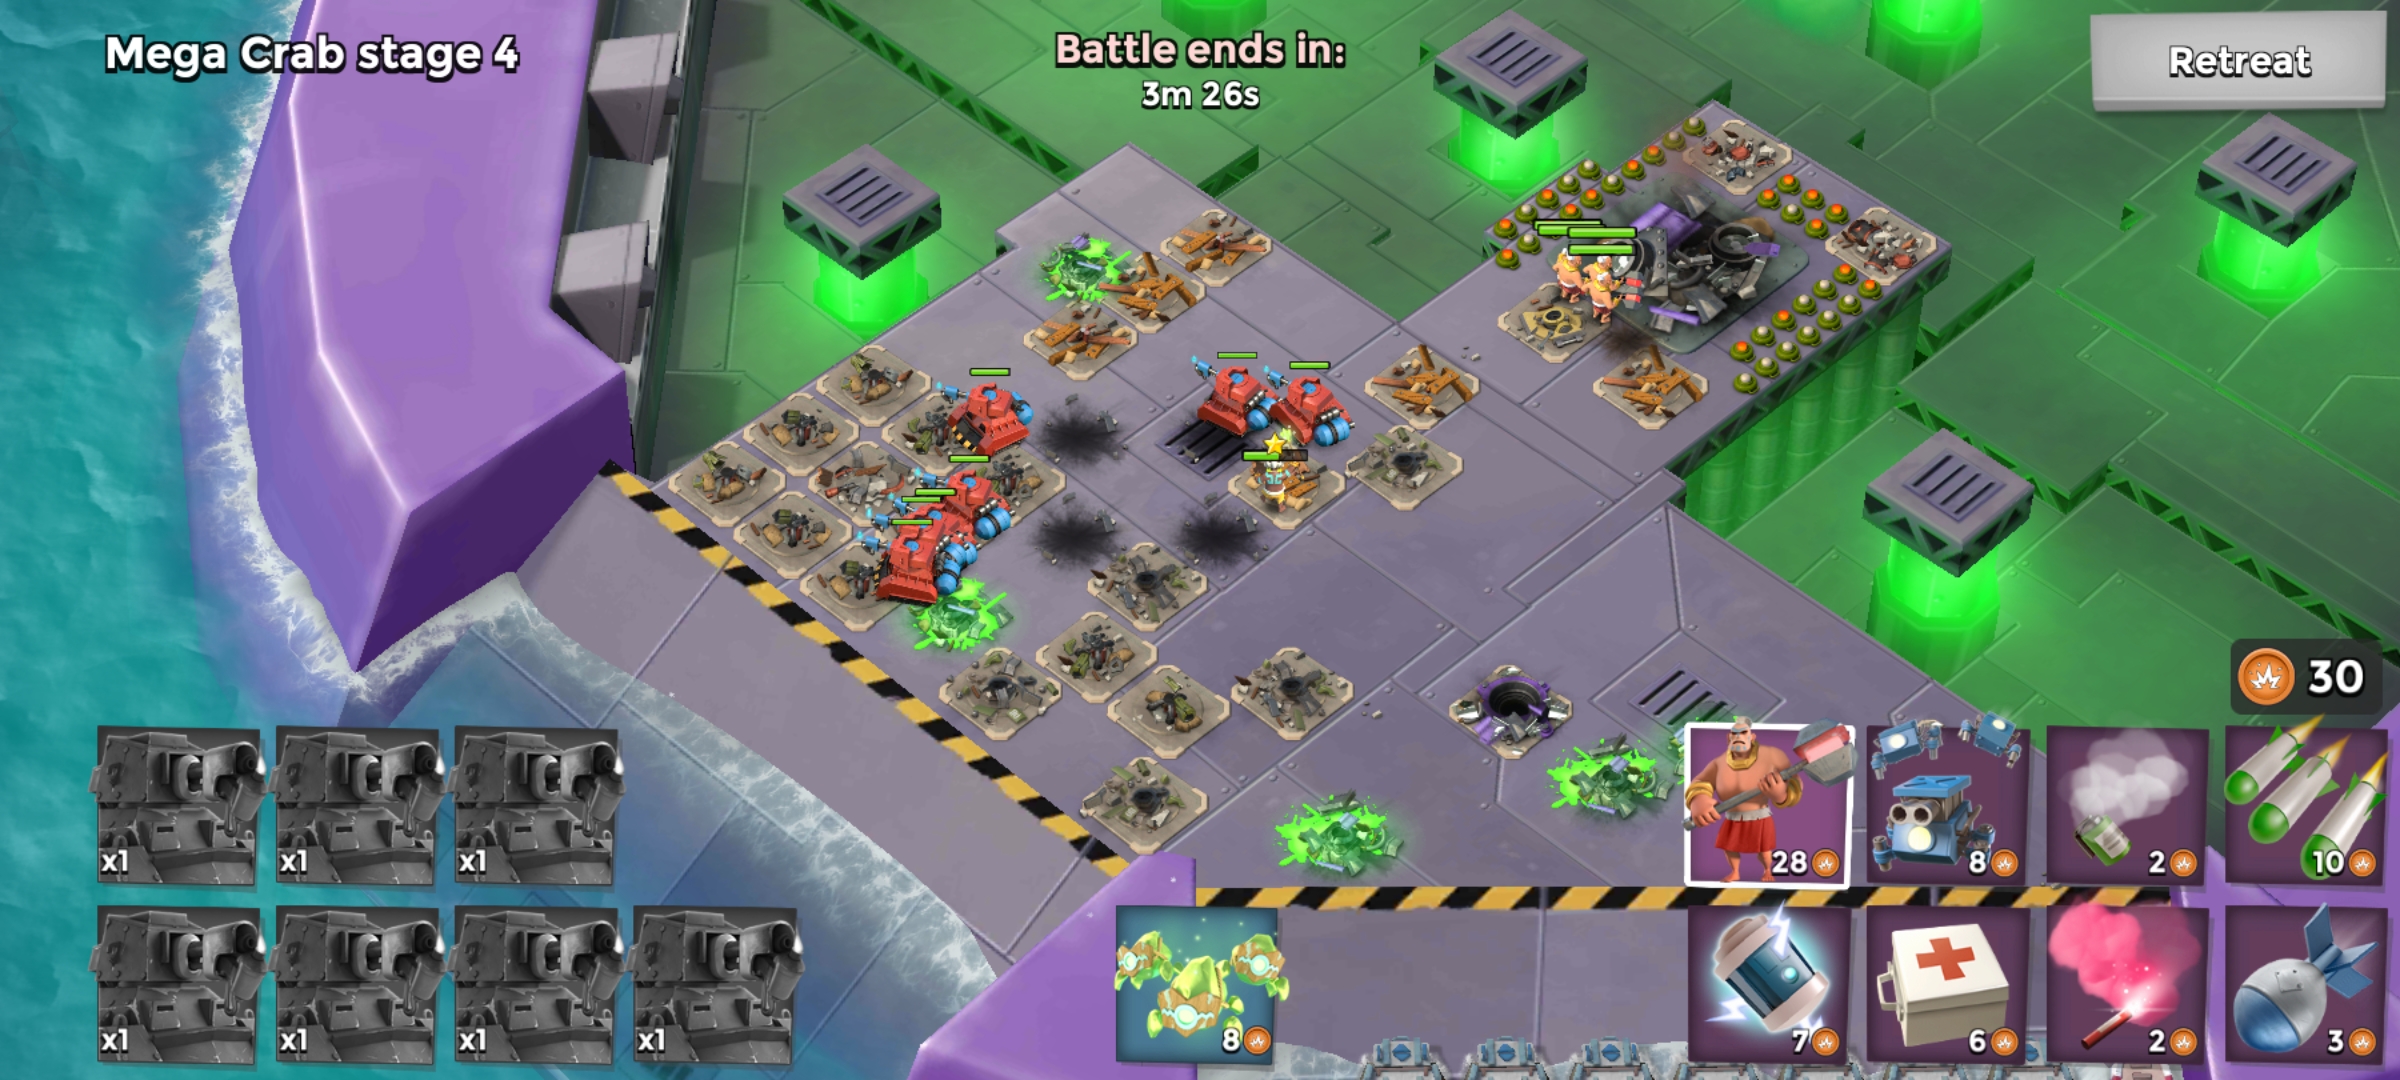 Mega Crab stage 4
Battle ends in:
3m 26s
Retreat
30
x1
x1
x1
28
8
2
10
x1
x1
x1
x1
8
7
6
2
3